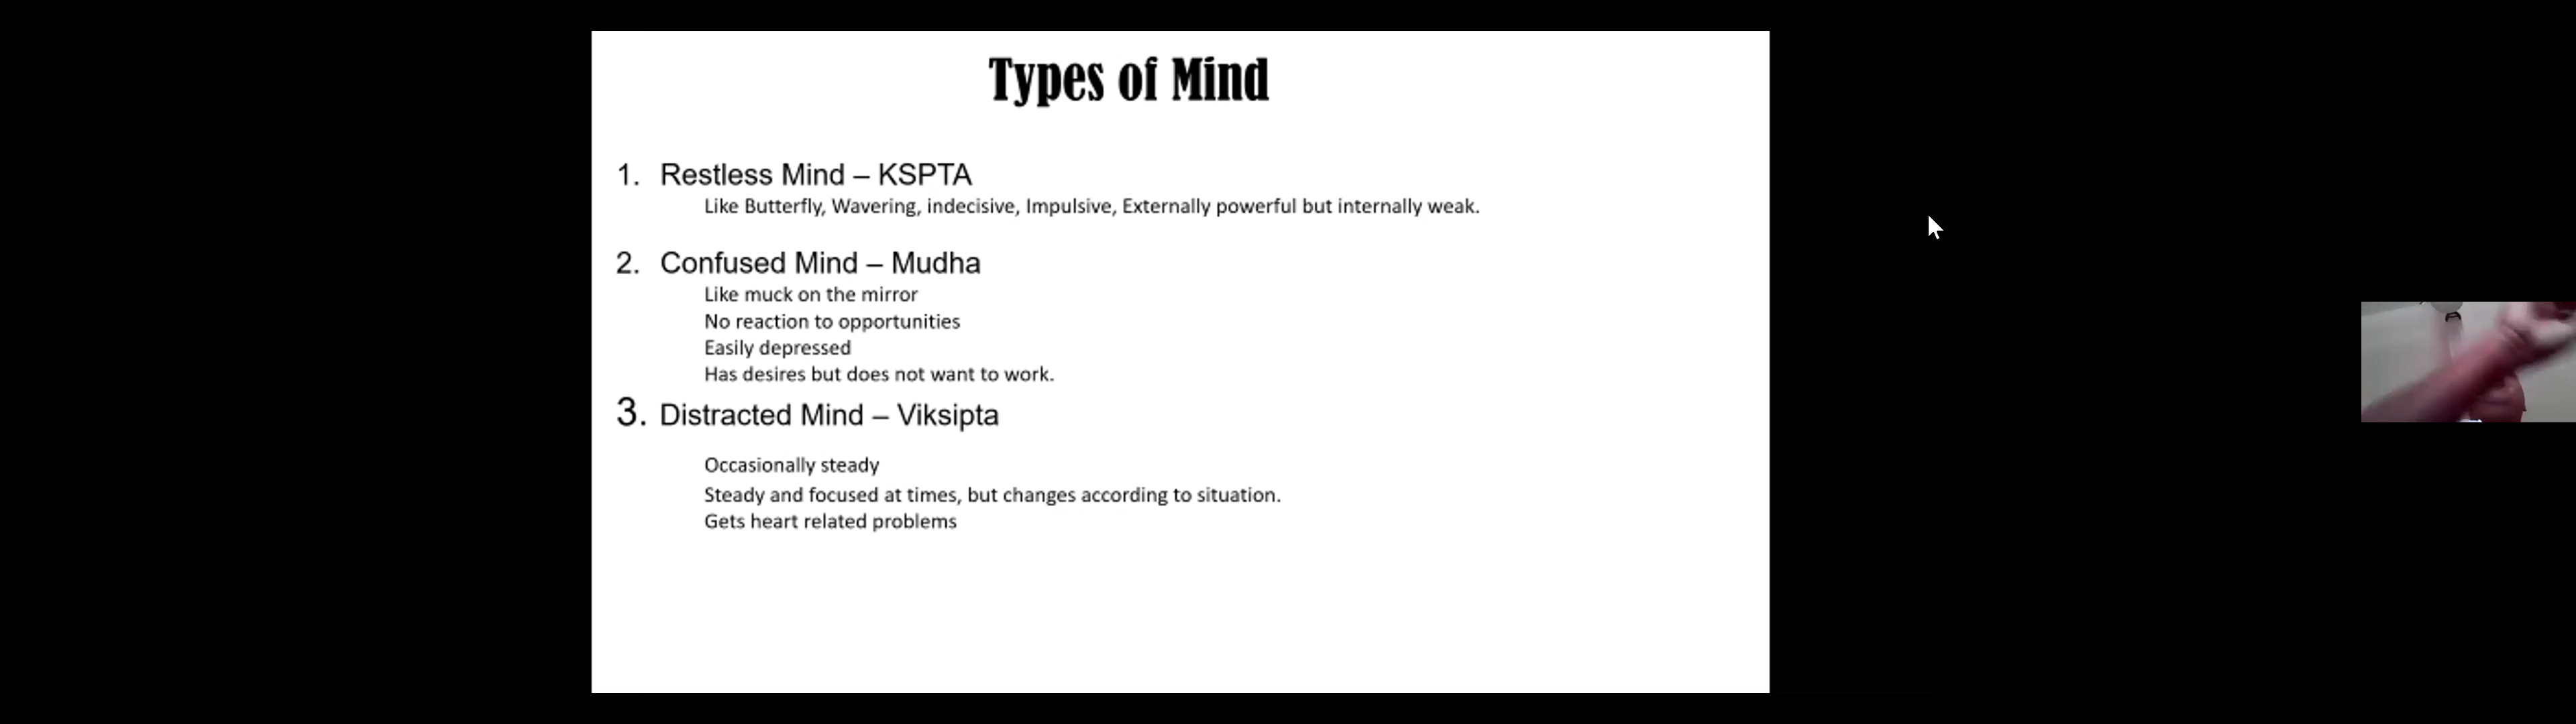 Types of Mind
1. Restless Mind – KSPTA
Like Butterfly, Wavering, indecisive, Impulsive, Externally powerful but internally weak.
2. Confused Mind – Mudha
Like muck on the mirror
No reaction to opportunities
Easily depressed
Has desires but does not want to work.
3. Distracted Mind – Viksipta
Occasionally steady
Steady and focused at times, but changes according to situation.
Gets heart related problems